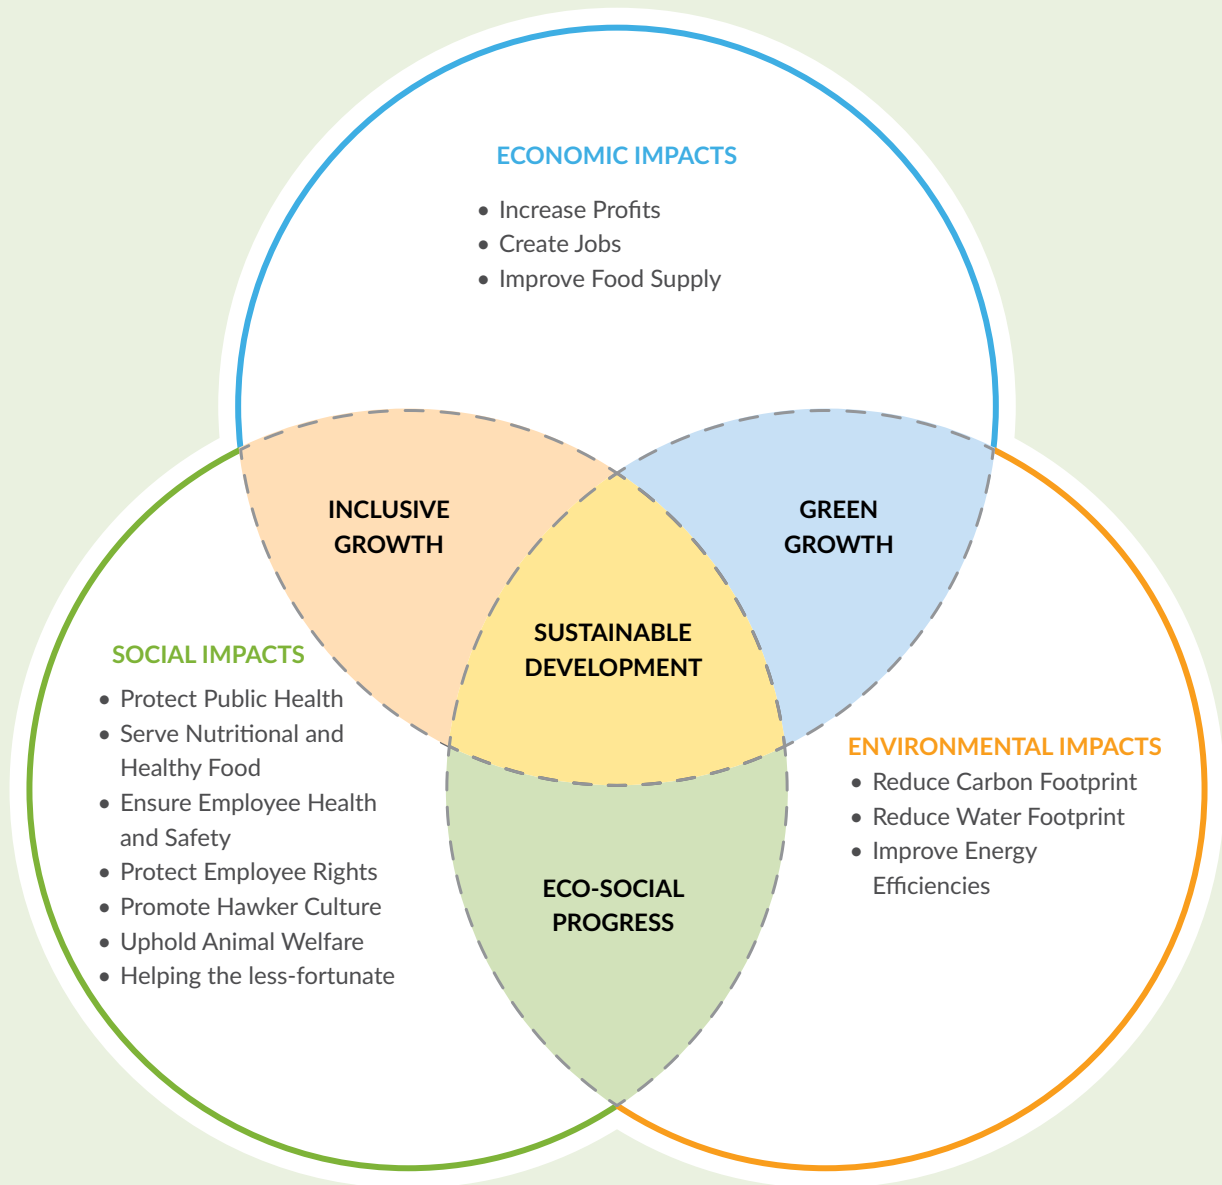 ECONOMIC IMPACTS
• Increase Profits
• Create Jobs
• Improve Food Supply
INCLUSIVE
GROWTH
GREEN
GROWTH
SUSTAINABLE
DEVELOPMENT
SOCIAL IMPACTS
• Protect Public Health
• Serve Nutritional and
Healthy Food
• Ensure Employee Health
and Safety
• Protect Employee Rights
• Promote Hawker Culture
• Uphold Animal Welfare
• Helping the less-fortunate
ENVIRONMENTAL IMPACTS
• Reduce Carbon Footprint
• Reduce Water Footprint
• Improve Energy
Efficiencies
ECO-SOCIAL
PROGRESS